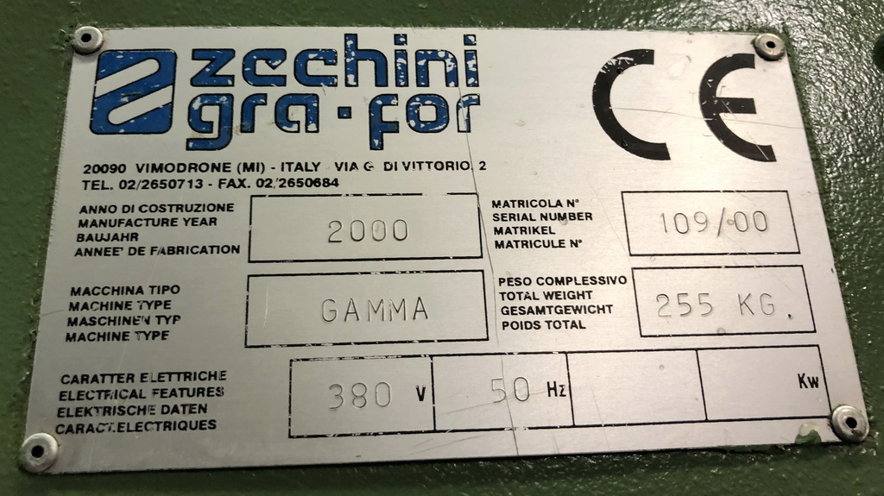 zechini
gra·for
CE
20090 VIMODRONE (MI) - ITALY - VIA G. DI VITTORIO, 2
TEL. 02/2650713 - FAX. 02/2650684
ANNO DI COSTRUZIONE
MANUFACTURE YEAR
BAUJAHR
ANNEE' DE FABRICATION
2000
MATRICOLA N°
SERIAL NUMBER
MATRIKEL
MATRICULE N°
109/00
MACCHINA TIPO
MACHINE TYPE
MASCHINEN TYP
MACHINE TYPE
GAMMA
PESO COMPLESSIVO
TOTAL WEIGHT
GESAMTGEWICHT
POIDS TOTAL
255 KG.
CARATTER ELETTRICHE
ELECTRICAL FEATURES
ELEKTRISCHE DATEN
CARACT.ELECTRIQUES
380 V
50 Hz
Kw